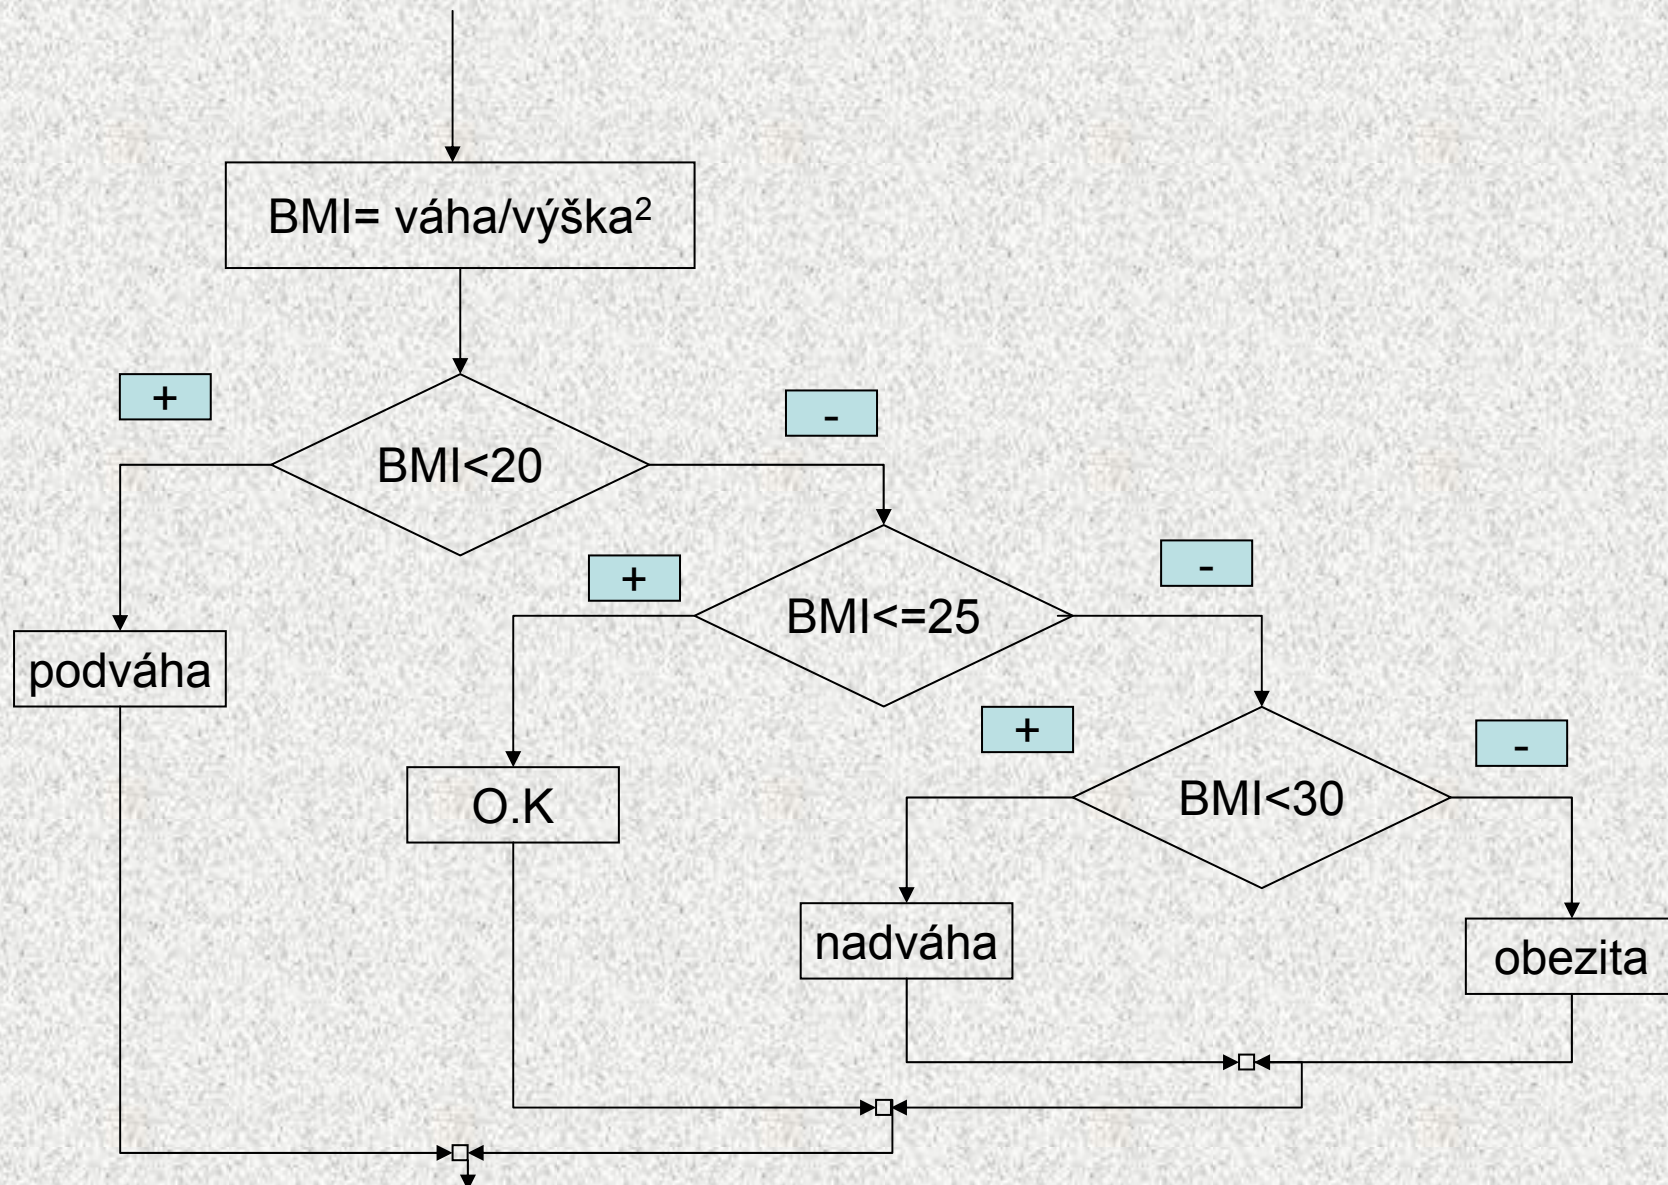 BMI= váha/výška²
+
-
BMI<20
+
-
BMI<=25
podváha
+
-
O.K
BMI<30
nadváha
obezita